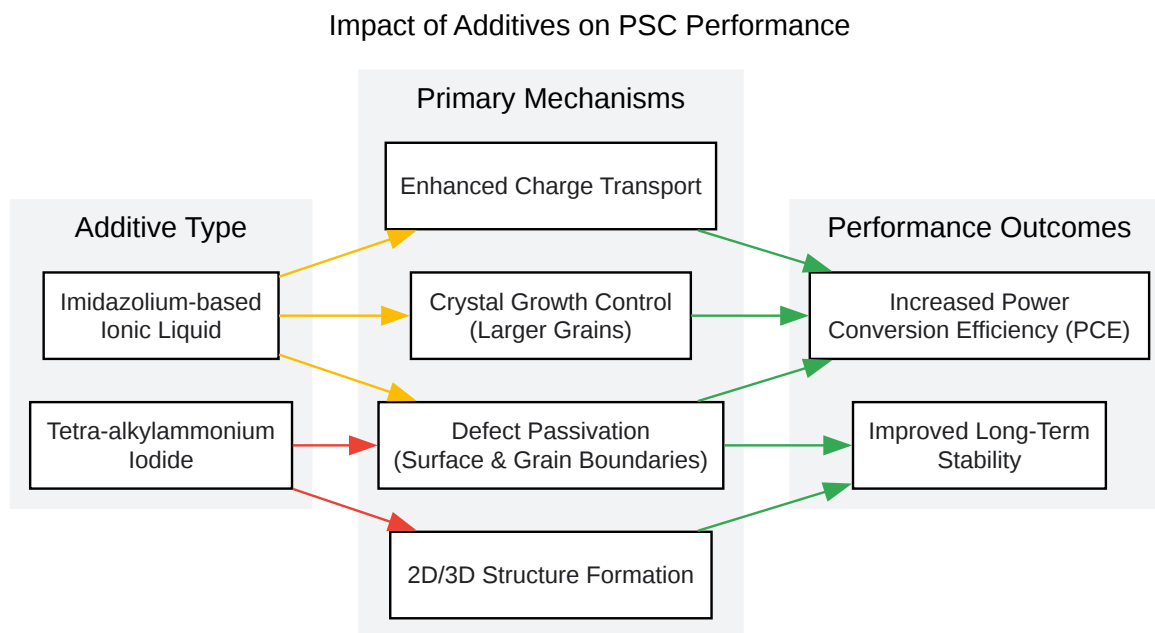 Impact of Additives on PSC Performance
Additive Type
Imidazolium-based
Ionic Liquid
Tetra-alkylammonium
Iodide
Primary Mechanisms
Enhanced Charge Transport
Crystal Growth Control
(Larger Grains)
Defect Passivation
(Surface & Grain Boundaries)
2D/3D Structure Formation
Performance Outcomes
Increased Power
Conversion Efficiency (PCE)
Improved Long-Term
Stability